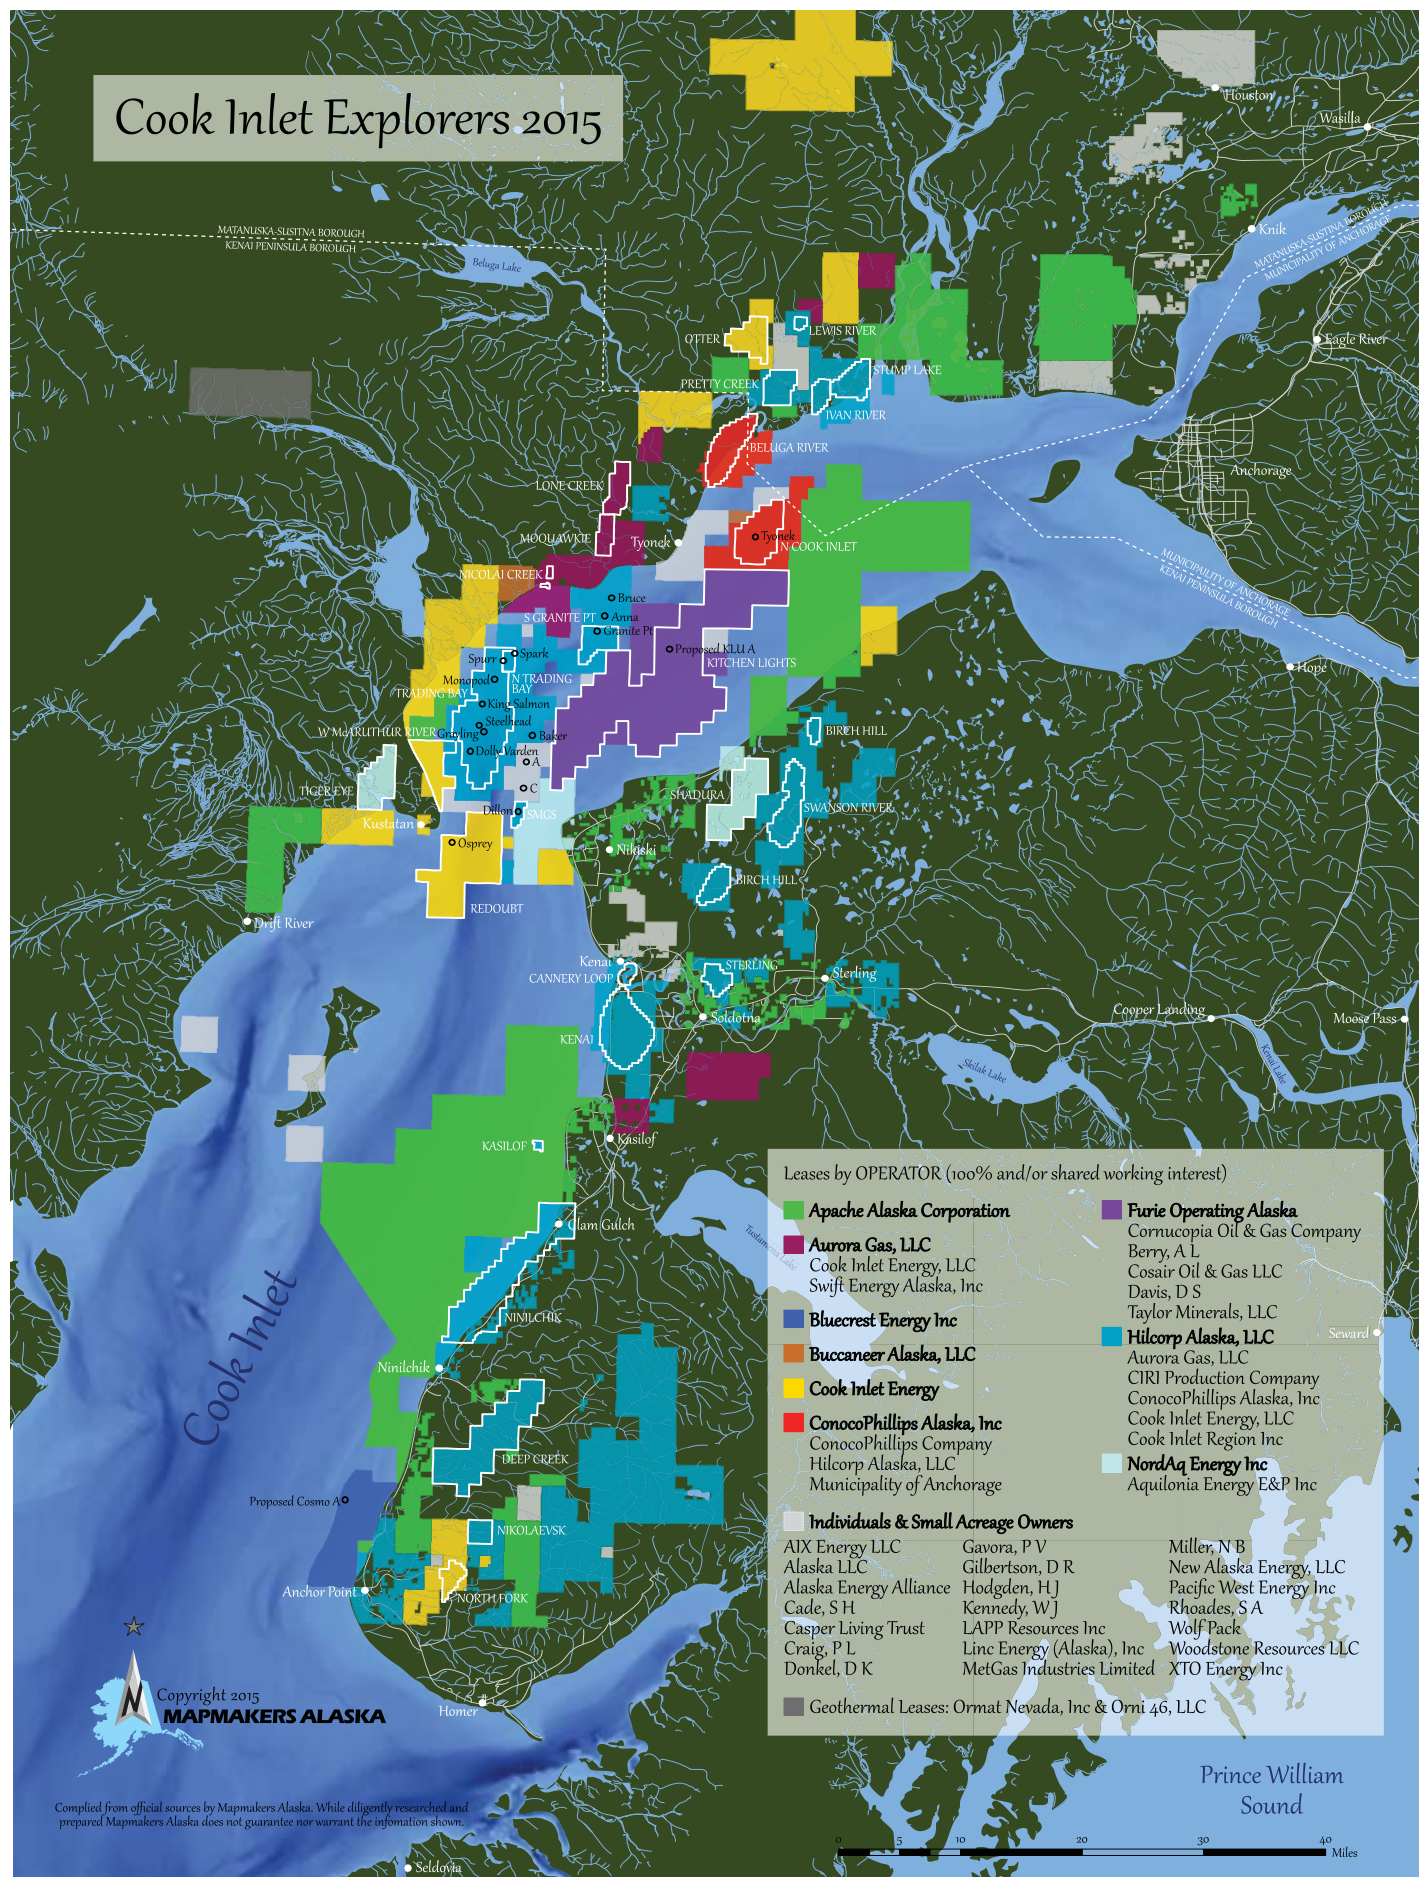 Cook Inlet Explorers 2015
Houston
Wasilla
Knik
MATANUSKA-SUSITNA BOROUGH
KENAI PENINSULA BOROUGH
MATANUSKA-SUSTINA BOROUGH
MUNICIPALITY OF ANCHORAGE
Beluga Lake
OTTER
LEWIS RIVER
Eagle River
STUMP LAKE
PRETTY CREEK
IVAN RIVER
BELUGA RIVER
Anchorage
LONE CREEK
MOQUAWKIE
Tyonek
Tyonek
N COOK INLET
MUNICIPAILITY OF ANCHORAGE
KENAI PENINSULA BOROUGH
NICOLAI CREEK
Bruce
S GRANITE PT
Anna
Granite Pt
Proposed KLU A
KITCHEN LIGHTS
Hope
Spark
Spurr
Monopod
N TRADING
BAY
TRADING BAY
King Salmon
Steelhead
W McARUTHUR RIVER
Grayling
Baker
BIRCH HILL
Dolly Varden
A
TIGER EYE
C
SHADURA
SWANSON RIVER
Dillon
SMGS
Kustatan
Osprey
Nikiski
BIRCH HILL
REDOUBT
Drift River
Kenai
CANNERY LOOP
STERLING
Sterling
Soldotna
Cooper Landing
Moose Pass
KENAI
Skilak Lake
Kenai Lake
KASILOF
Kasilof
Clam Gulch
Tustamena Lake
NINILCHIK
Cook Inlet
Ninilchik
Seward
DEEP CREEK
Proposed Cosmo A
NIKOLAEVSK
Anchor Point
NORTH FORK
Homer
Seldovia
Leases by OPERATOR (100% and/or shared working interest)
Apache Alaska Corporation
Aurora Gas, LLC
Cook Inlet Energy, LLC
Swift Energy Alaska, Inc
Bluecrest Energy Inc
Buccaneer Alaska, LLC
Cook Inlet Energy
ConocoPhillips Alaska, Inc
ConocoPhillips Company
Hilcorp Alaska, LLC
Municipality of Anchorage
Furie Operating Alaska
Cornucopia Oil & Gas Company
Berry, A L
Cosair Oil & Gas LLC
Davis, D S
Taylor Minerals, LLC
Hilcorp Alaska, LLC
Aurora Gas, LLC
CIRI Production Company
ConocoPhillips Alaska, Inc
Cook Inlet Energy, LLC
Cook Inlet Region Inc
NordAq Energy Inc
Aquilonia Energy E&P Inc
Individuals & Small Acreage Owners
AIX Energy LLC
Alaska LLC
Alaska Energy Alliance
Cade, S H
Casper Living Trust
Craig, P L
Donkel, D K
Gavora, P V
Gilbertson, D R
Hodgden, H J
Kennedy, W J
LAPP Resources Inc
Linc Energy (Alaska), Inc
MetGas Industries Limited
Miller, N B
New Alaska Energy, LLC
Pacific West Energy Inc
Rhoades, S A
Wolf Pack
Woodstone Resources LLC
XTO Energy Inc
Geothermal Leases: Ormat Nevada, Inc & Orni 46, LLC
N
Copyright 2015
MAPMAKERS ALASKA
Complied from official sources by Mapmakers Alaska. While diligently researched and
prepared Mapmakers Alaska does not guarantee nor warrant the infomation shown.
Prince William
Sound
0 5 10 20 30 40
Miles